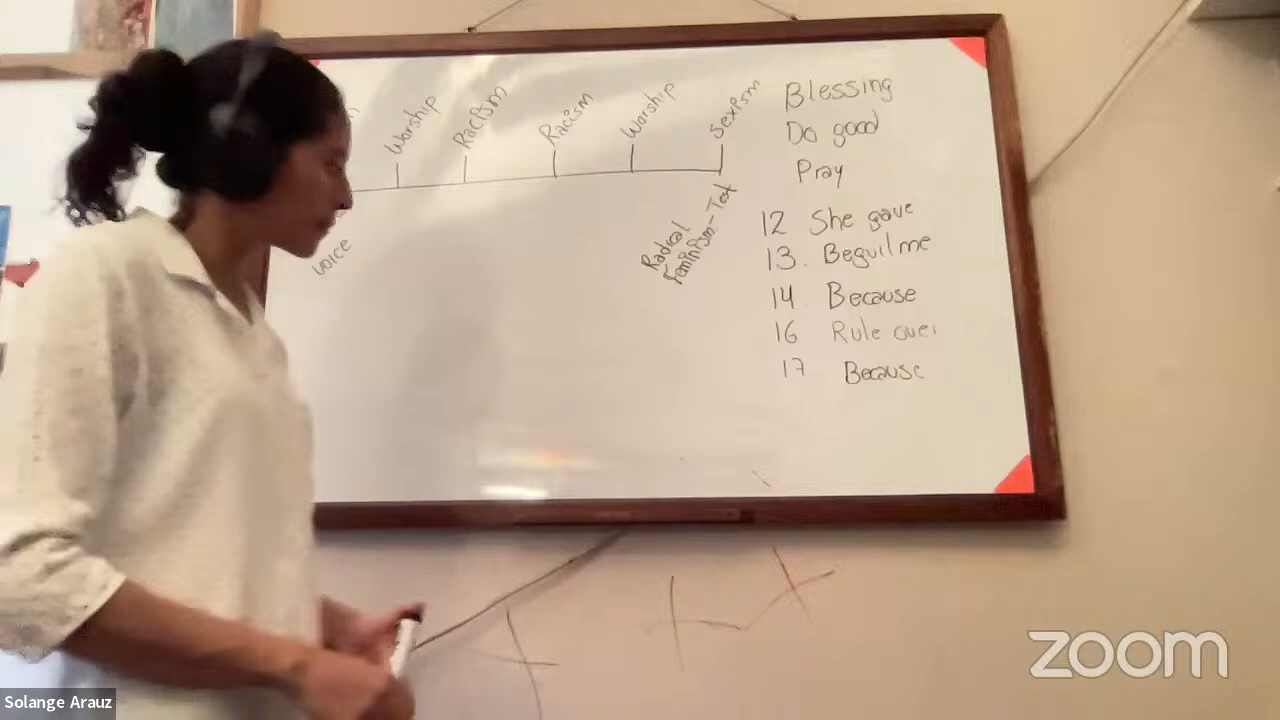 Worship
Racism
Racism
Worship
Sexism
Voice
Radical
Feminism - Test
Blessing
Do good
Pray
12 She gave
13. Beguil me
14. Because
16 Rule over
17 Because
zoom
Solange Arauz